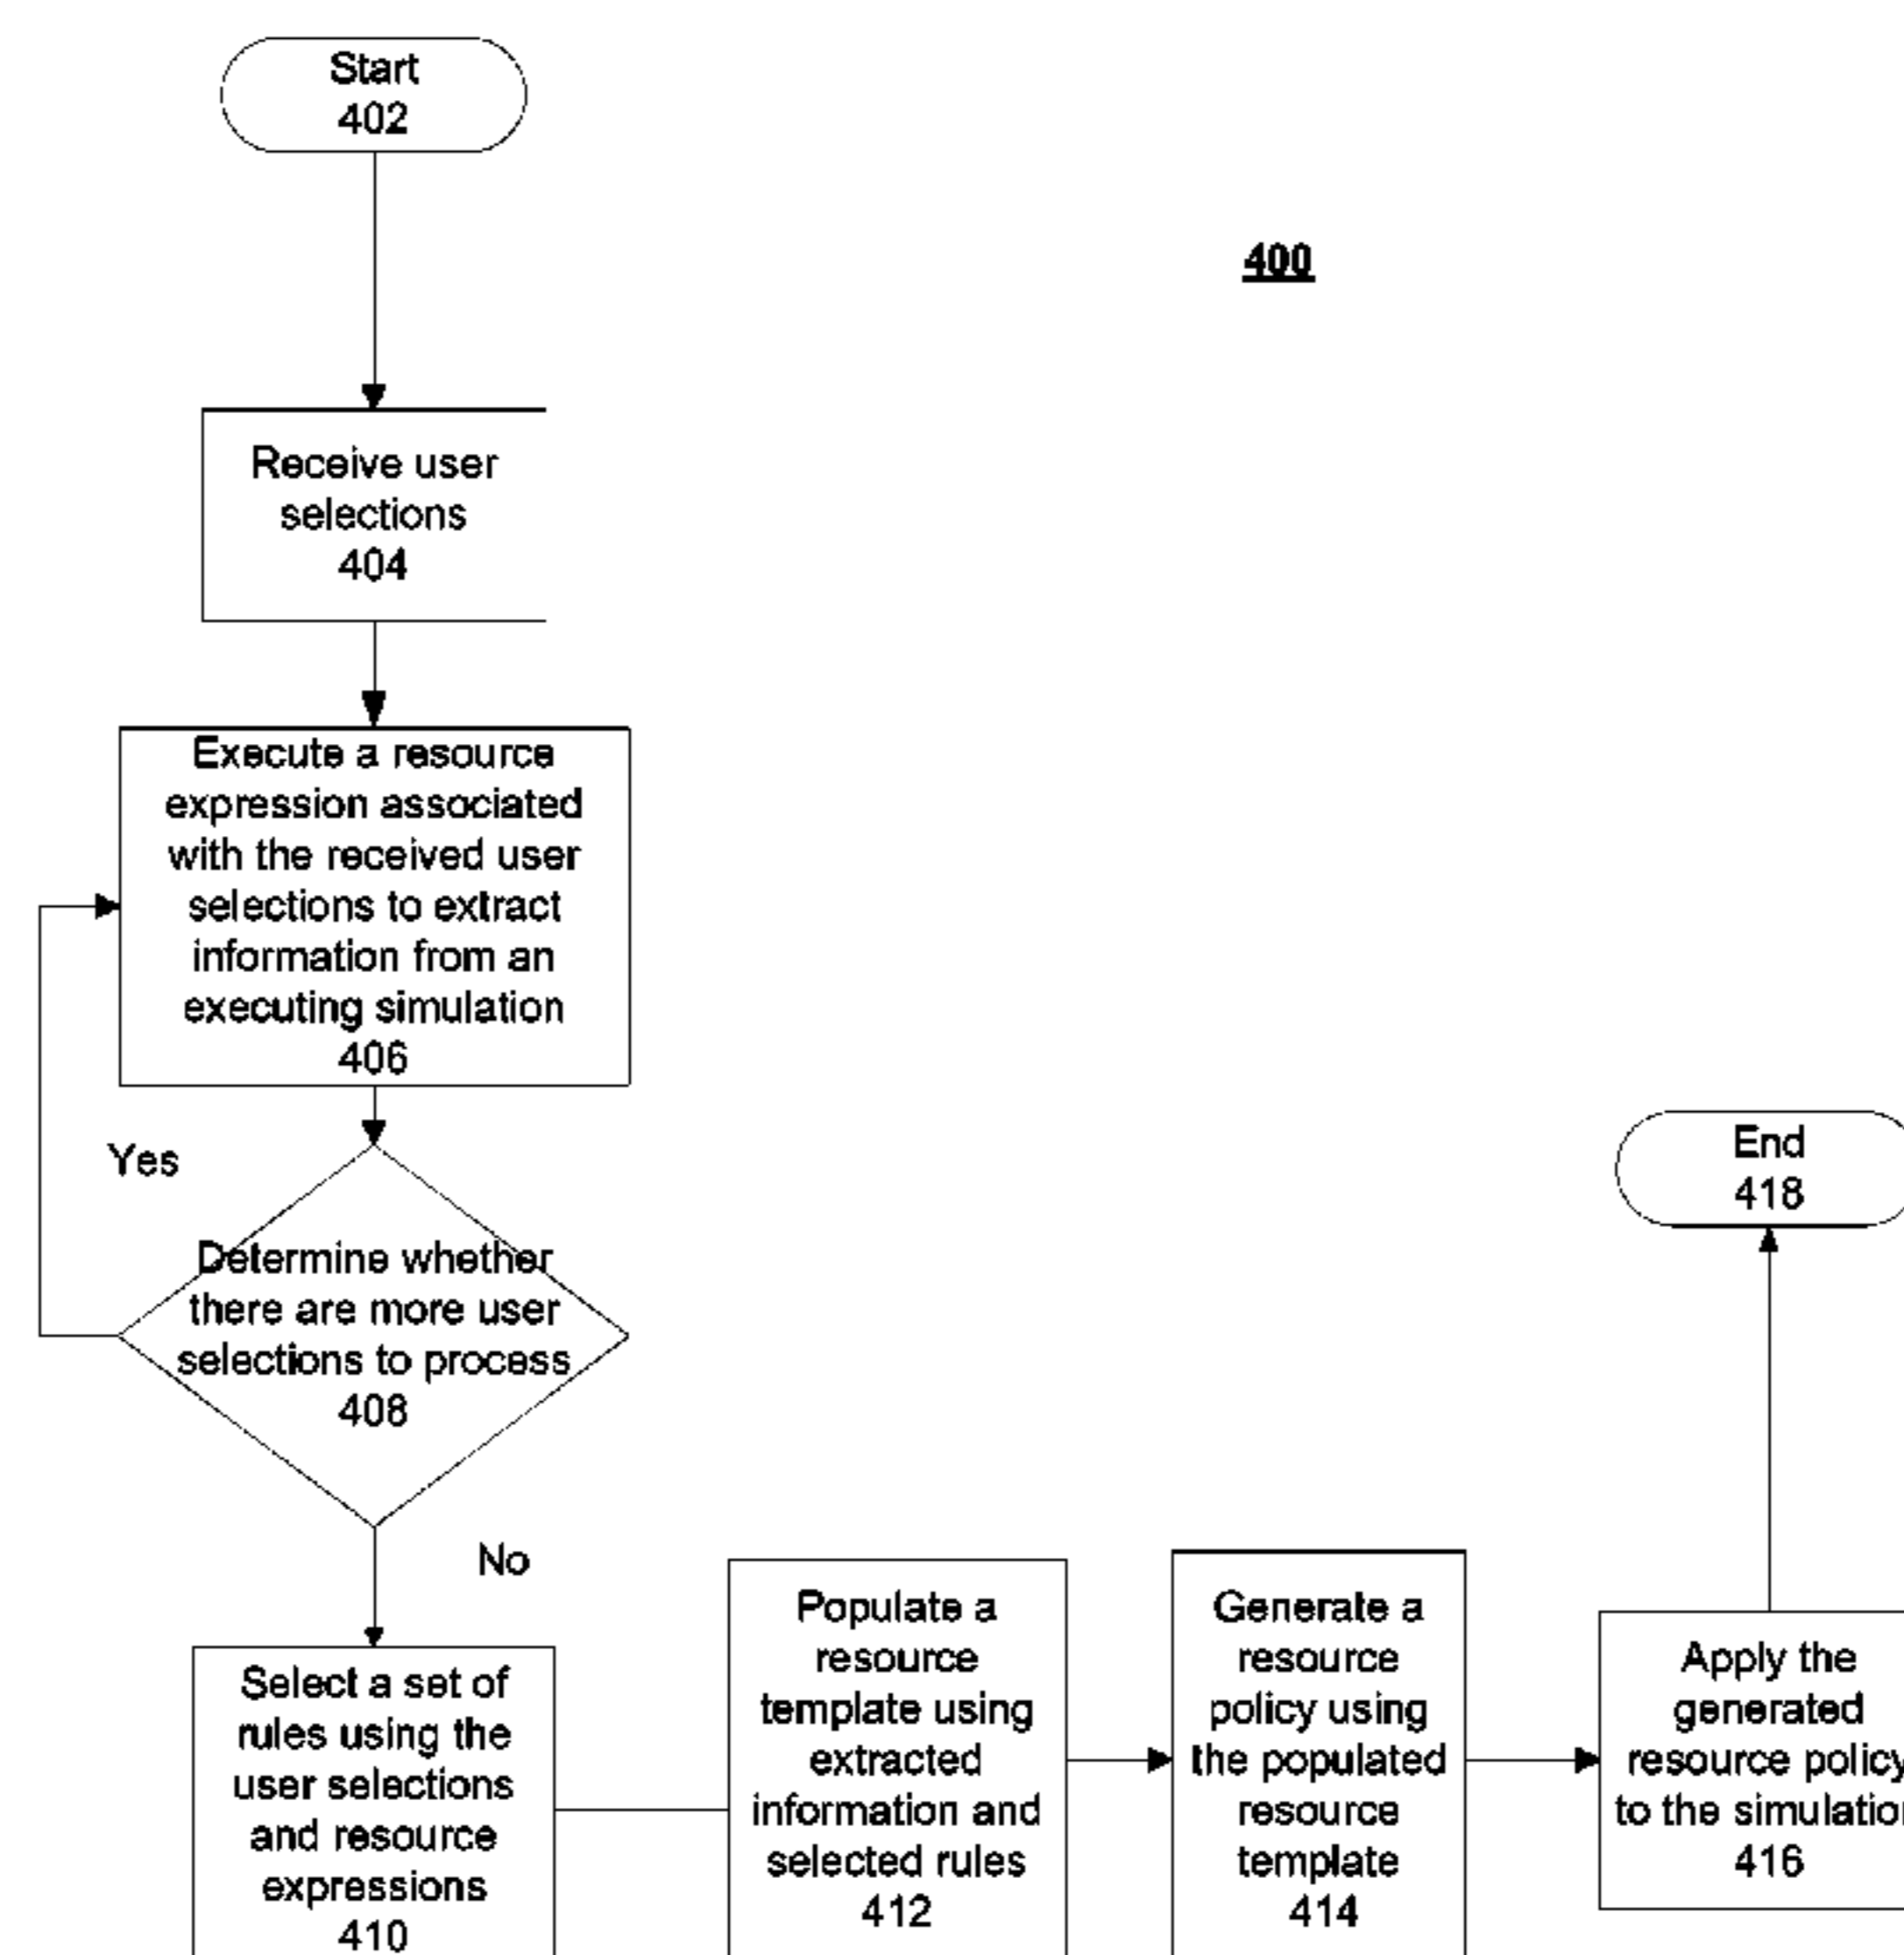 Start
402
400
Receive user
selections
404
Execute a resource
expression associated
with the received user
selections to extract
information from an
executing simulation
406
Yes
Determine whether
there are more user
selections to process
408
No
Select a set of
rules using the
user selections
and resource
expressions
410
Populate a
resource
template using
extracted
information and
selected rules
412
Generate a
resource
policy using
the populated
resource
template
414
Apply the
generated
resource policy
to the simulation
416
End
418